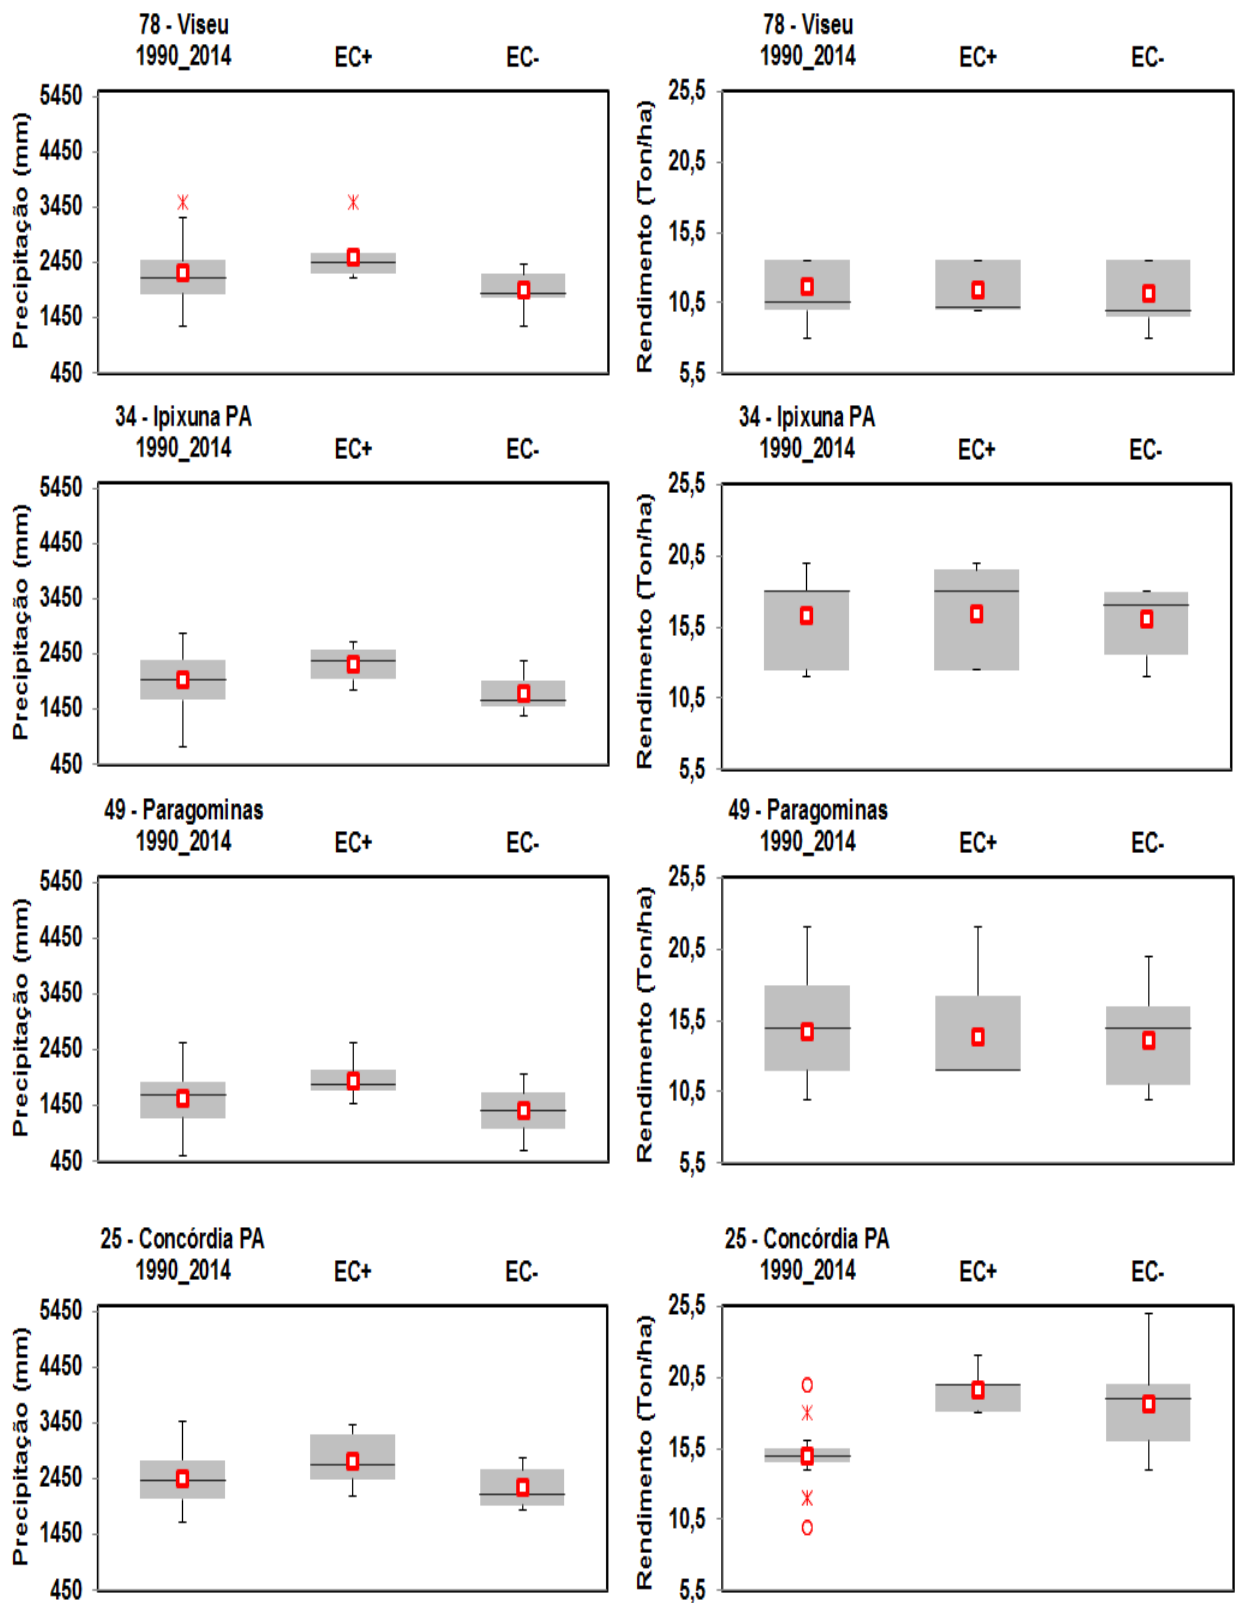 78 - Viseu
1990_2014 EC+ EC-
Precipitação (mm)
5450
4450
3450
2450
1450
450
78 - Viseu
1990_2014 EC+ EC-
Rendimento (Ton/ha)
25,5
20,5
15,5
10,5
5,5
34 - Ipixuna PA
1990_2014 EC+ EC-
Precipitação (mm)
5450
4450
3450
2450
1450
450
34 - Ipixuna PA
1990_2014 EC+ EC-
Rendimento (Ton/ha)
25,5
20,5
15,5
10,5
5,5
49 - Paragominas
1990_2014 EC+ EC-
Precipitação (mm)
5450
4450
3450
2450
1450
450
49 - Paragominas
1990_2014 EC+ EC-
Rendimento (Ton/ha)
25,5
20,5
15,5
10,5
5,5
25 - Concórdia PA
1990_2014 EC+ EC-
Precipitação (mm)
5450
4450
3450
2450
1450
450
25 - Concórdia PA
1990_2014 EC+ EC-
Rendimento (Ton/ha)
25,5
20,5
15,5
10,5
5,5